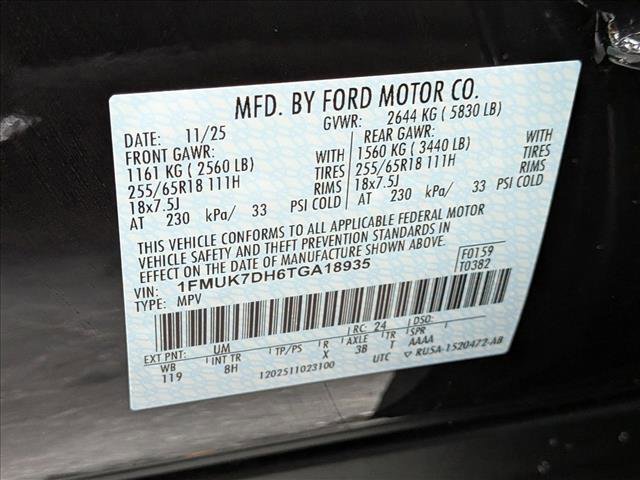 MFD. BY FORD MOTOR CO.
DATE: 11/25 GVWR: 2644 KG ( 5830 LB)
FRONT GAWR: REAR GAWR:
1161 KG ( 2560 LB) WITH 1560 KG ( 3440 LB) WITH
255/65R18 111H TIRES 255/65R18 111H TIRES
18x7.5J RIMS 18x7.5J RIMS
AT 230 kPa/ 33 PSI COLD AT 230 kPa/ 33 PSI COLD
THIS VEHICLE CONFORMS TO ALL APPLICABLE FEDERAL MOTOR
VEHICLE SAFETY AND THEFT PREVENTION STANDARDS IN
EFFECT ON THE DATE OF MANUFACTURE SHOWN ABOVE.
VIN: 1FMUK7DH6TGA18935 F0159
TYPE: MPV T0382
EXT PNT: UM RC: 24 DSO:
WB INT TR TP/PS R AXLE TR SPR
119 8H X 3B T AAAA
1202511023100 UTC RU5A-1520472-AB